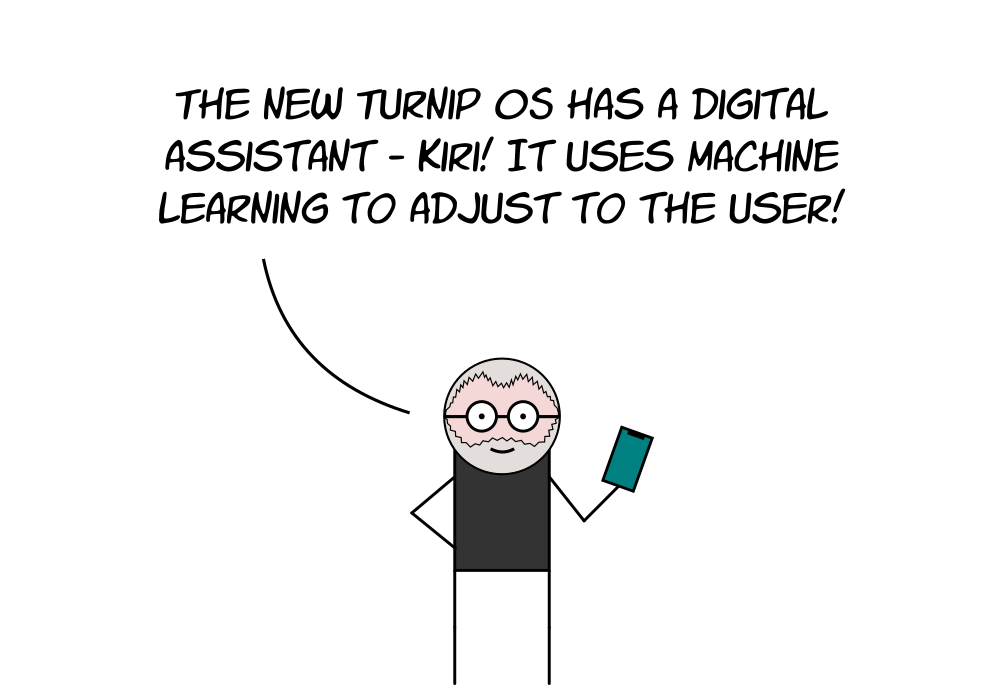 THE NEW TURNIP OS HAS A DIGITAL
ASSISTANT - KIRI! IT USES MACHINE
LEARNING TO ADJUST TO THE USER!